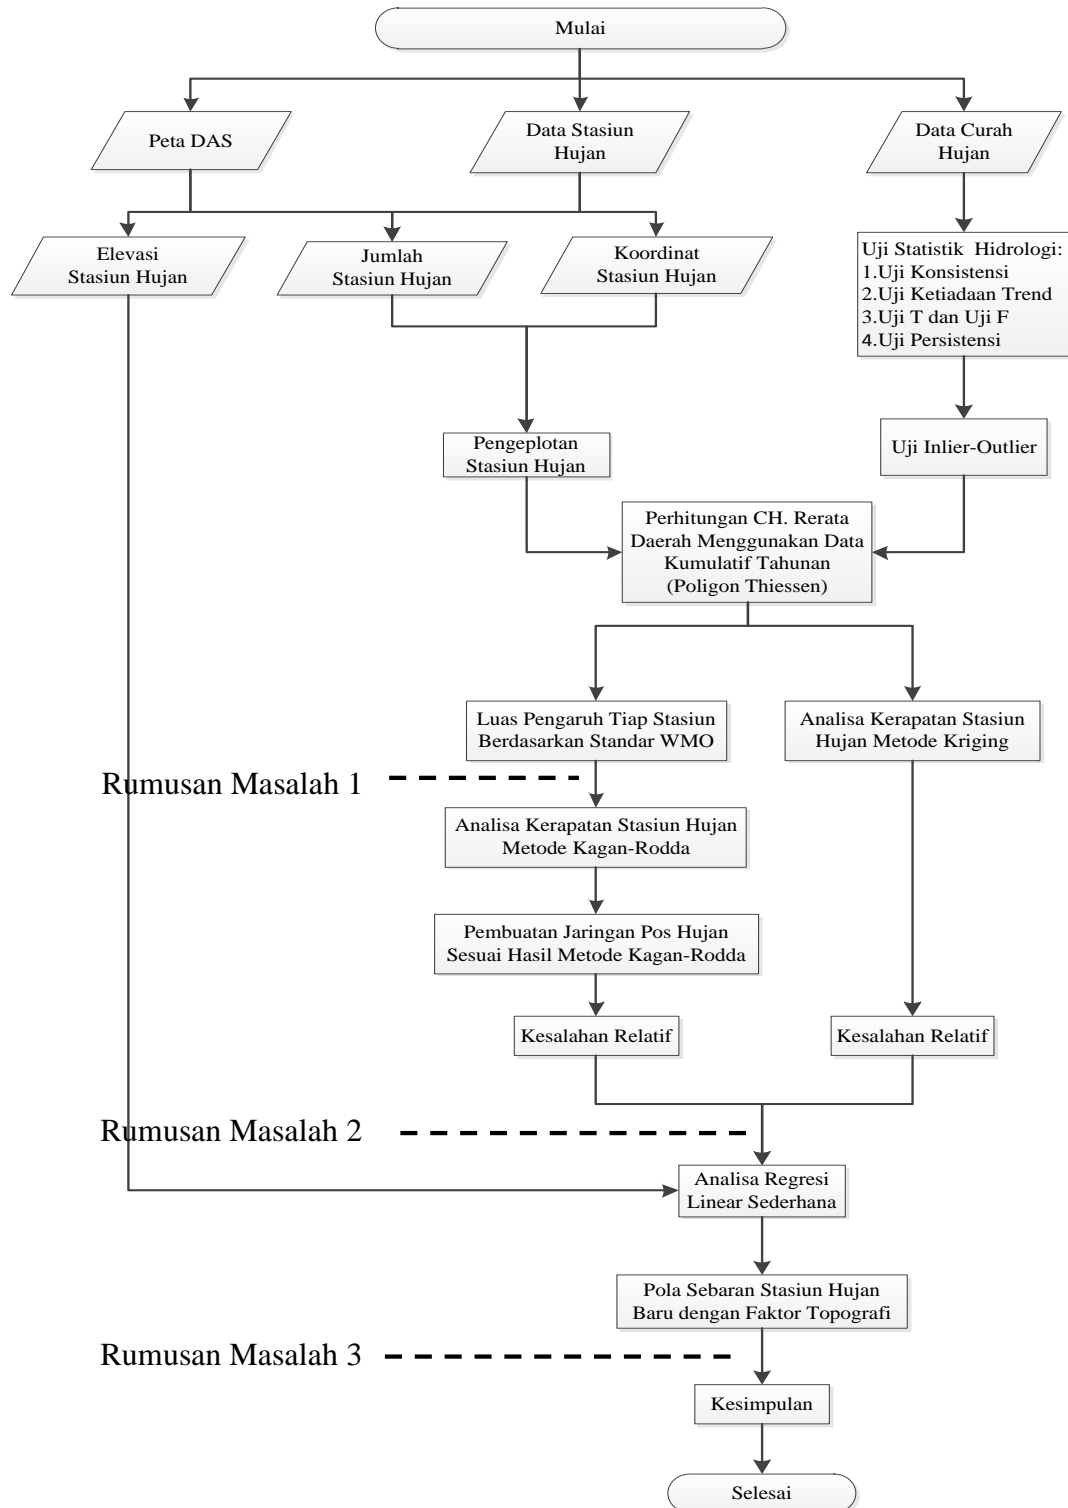 Mulai
Peta DAS
Data Stasiun
Hujan
Data Curah
Hujan
Elevasi
Stasiun Hujan
Jumlah
Stasiun Hujan
Koordinat
Stasiun Hujan
Uji Statistik Hidrologi:
1.Uji Konsistensi
2.Uji Ketiadaan Trend
3.Uji T dan Uji F
4.Uji Persistensi
Pengeplotan
Stasiun Hujan
Uji Inlier-Outlier
Perhitungan CH. Rerata
Daerah Menggunakan Data
Kumulatif Tahunan
(Poligon Thiessen)
Luas Pengaruh Tiap Stasiun
Berdasarkan Standar WMO
Analisa Kerapatan Stasiun
Hujan Metode Kriging
Rumusan Masalah 1
Analisa Kerapatan Stasiun Hujan
Metode Kagan-Rodda
Pembuatan Jaringan Pos Hujan
Sesuai Hasil Metode Kagan-Rodda
Kesalahan Relatif
Kesalahan Relatif
Rumusan Masalah 2
Analisa Regresi
Linear Sederhana
Pola Sebaran Stasiun Hujan
Baru dengan Faktor Topografi
Rumusan Masalah 3
Kesimpulan
Selesai